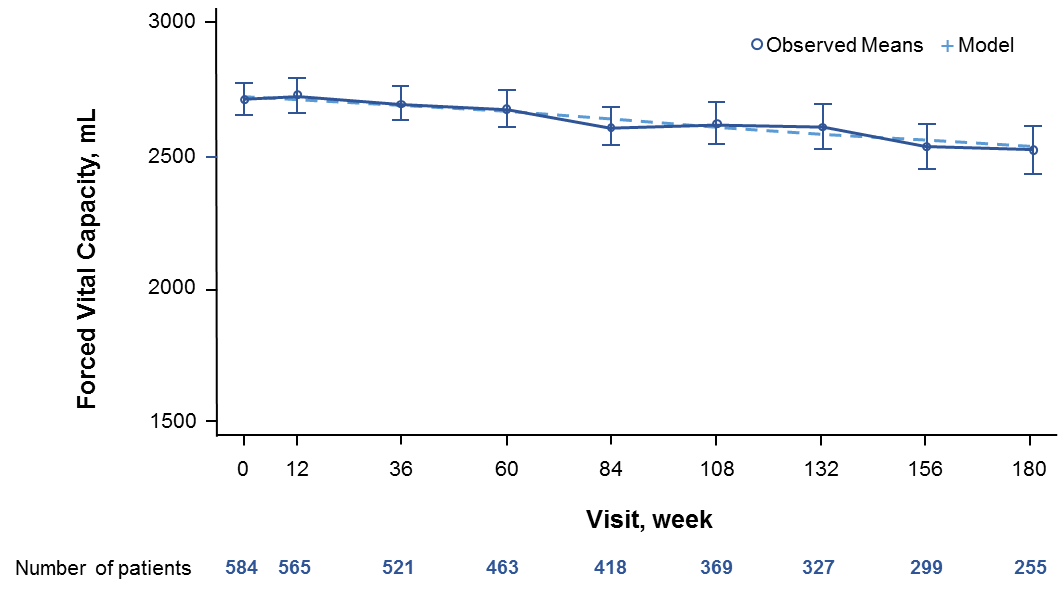 3000
Observed Means
Model
2500
2000
1500
Forced Vital Capacity, mL
0 12 36 60 84 108 132 156 180
Visit, week
Number of patients 584 565 521 463 418 369 327 299 255